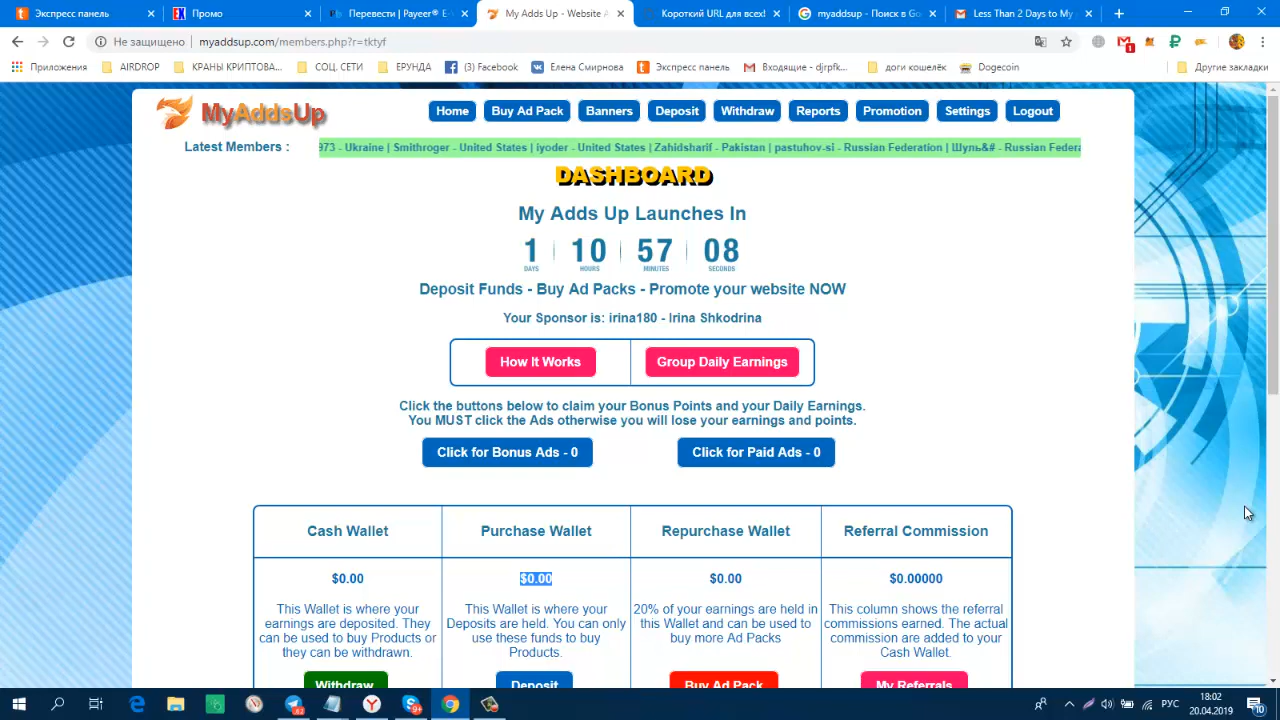 Экспресс панель
Промо
Перевести | Payeer® E-
My Adds Up - Website A
Короткий URL для всех!
myaddsup - Поиск в Go
Less Than 2 Days to My
Не защищено
myaddsup.com/members.php?r=tktyf
1
Приложения
AIRDROP
КРАНЫ КРИПТОВА...
СОЦ. СЕТИ
ЕРУНДА
(3) Facebook
Елена Смирнова
Экспресс панель
Входящие - djrpfk...
доги кошелёк
Dogecoin
Другие закладки
MyAddsUp
Home
Buy Ad Pack
Banners
Deposit
Withdraw
Reports
Promotion
Settings
Logout
Latest Members :
973 - Ukraine | Smithroger - United States | iyoder - United States | Zahidsharif - Pakistan | pastuhov-si - Russian Federation | Шуль&# - Russian Federa
DASHBOARD
My Adds Up Launches In
1 10 57 08
DAYS HOURS MINUTES SECONDS
Deposit Funds - Buy Ad Packs - Promote your website NOW
Your Sponsor is: irina180 - Irina Shkodrina
How It Works
Group Daily Earnings
Click the buttons below to claim your Bonus Points and your Daily Earnings.
You MUST click the Ads otherwise you will lose your earnings and points.
Click for Bonus Ads - 0
Click for Paid Ads - 0
Cash Wallet
Purchase Wallet
Repurchase Wallet
Referral Commission
$0.00
$0.00
$0.00
$0.00000
This Wallet is where your
earnings are deposited. They
can be used to buy Products or
they can be withdrawn.
This Wallet is where your
Deposits are held. You can only
use these funds to buy
Products.
20% of your earnings are held in
this Wallet and can be used to
buy more Ad Packs
This column shows the referral
commissions earned. The actual
commission are added to your
Cash Wallet.
Withdraw
Deposit
Buy Ad Pack
My Referrals
РУС
18:02
20.04.2019
10